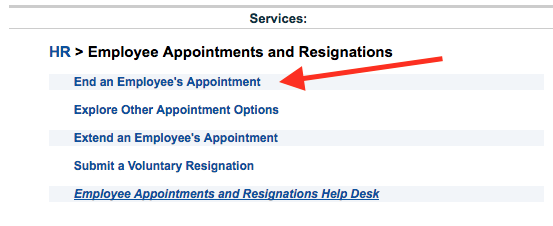 Services:
HR > Employee Appointments and Resignations
End an Employee's Appointment
Explore Other Appointment Options
Extend an Employee's Appointment
Submit a Voluntary Resignation
Employee Appointments and Resignations Help Desk